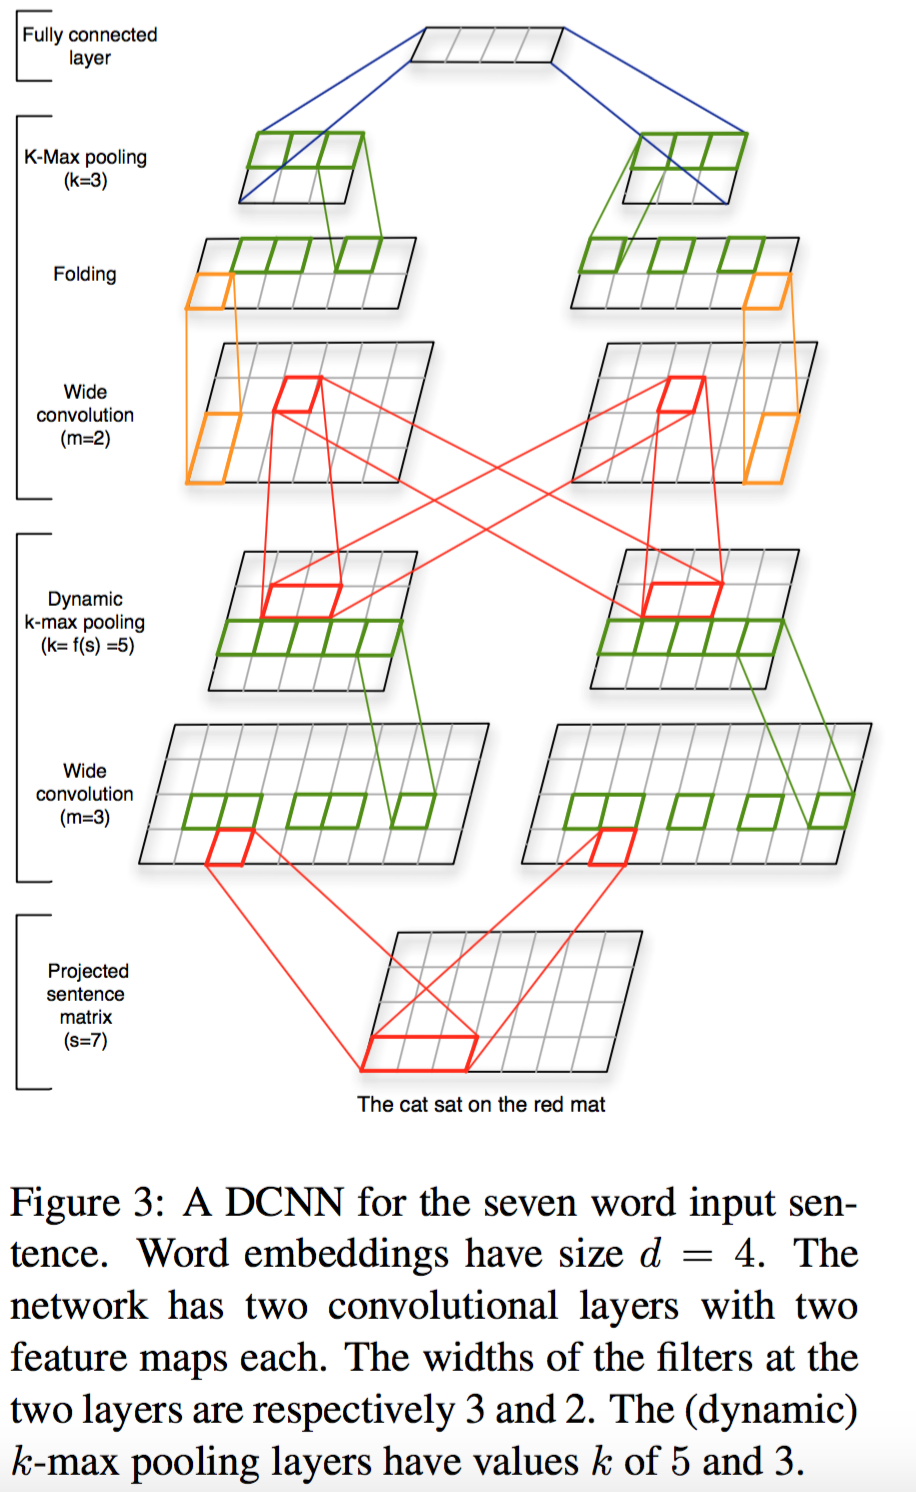 Fully connected
layer
K-Max pooling
(k=3)
Folding
Wide
convolution
(m=2)
Dynamic
k-max pooling
(k= f(s) =5)
Wide
convolution
(m=3)
Projected
sentence
matrix
(s=7)
The cat sat on the red mat
Figure 3: A DCNN for the seven word input sen-
tence. Word embeddings have size d = 4. The
network has two convolutional layers with two
feature maps each. The widths of the filters at the
two layers are respectively 3 and 2. The (dynamic)
k-max pooling layers have values k of 5 and 3.